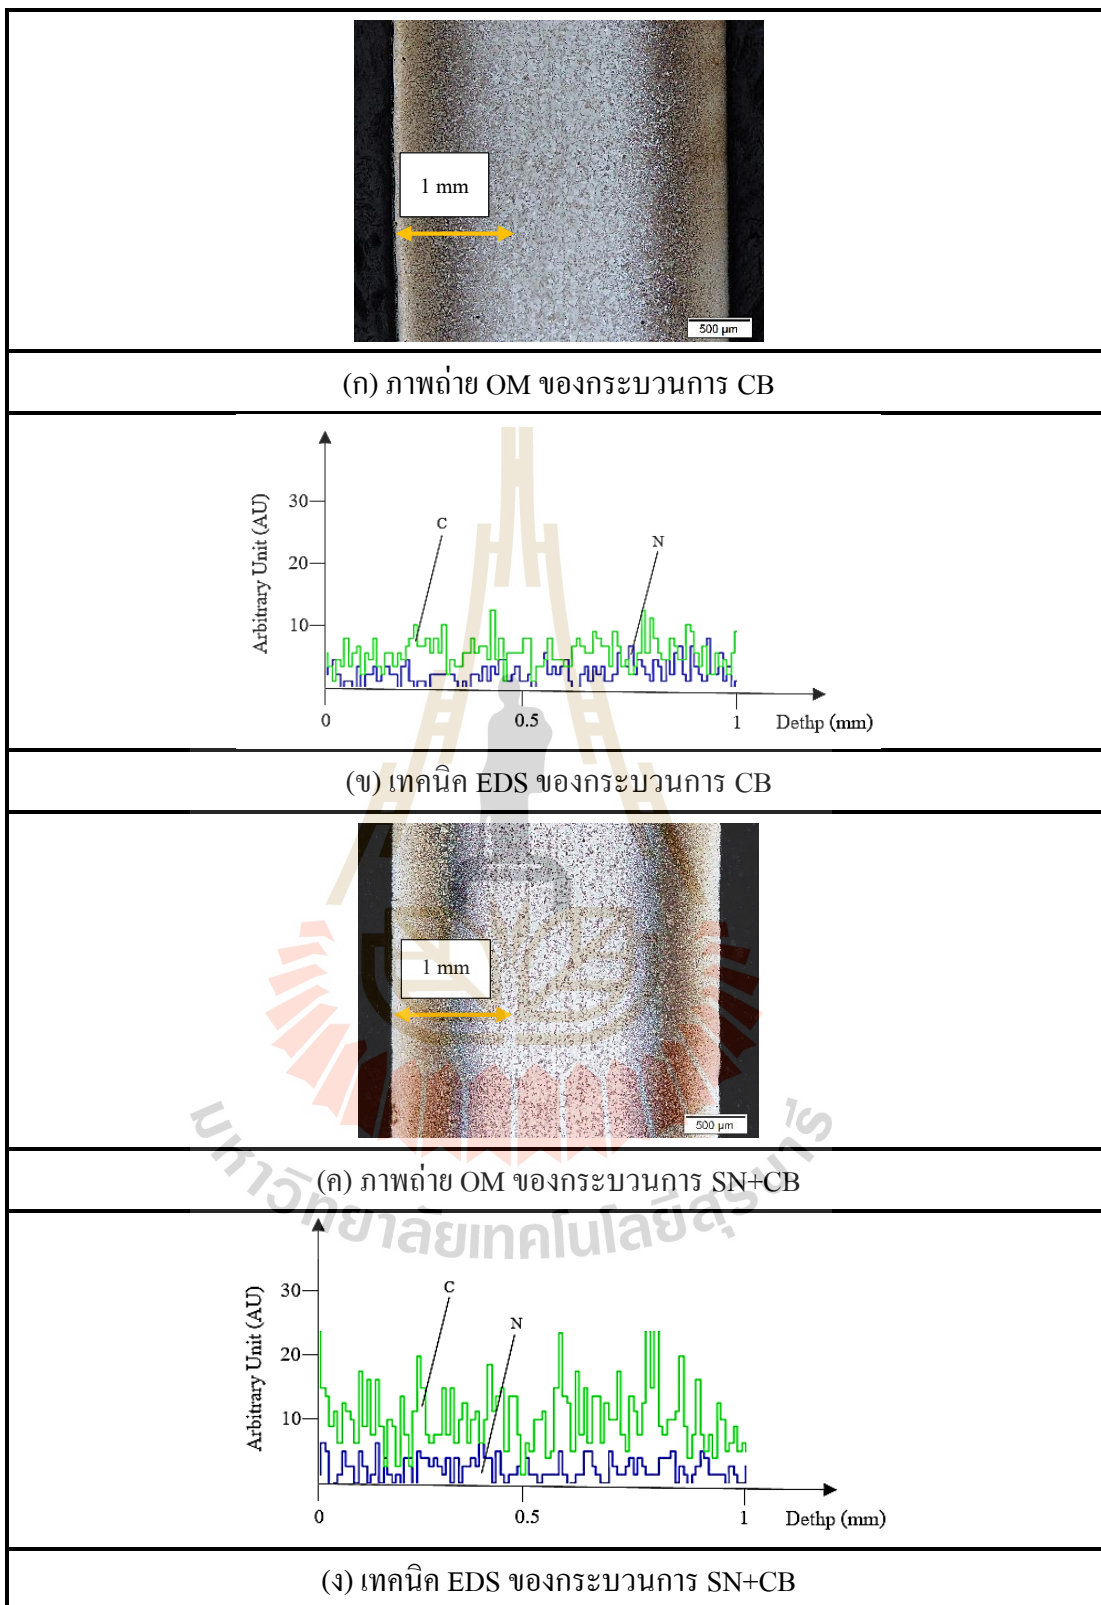 1 mm
500 µm
(ก) ภาพถ่าย OM ของกระบวนการ CB
Arbitrary Unit (AU)
30
20
10
C
N
0
0.5
1
Dethp (mm)
(ข) เทคนิค EDS ของกระบวนการ CB
1 mm
500 µm
(ค) ภาพถ่าย OM ของกระบวนการ SN+CB
มหาวิทยาลัยเทคโนโลยีสุรนารี
Arbitrary Unit (AU)
30
20
10
C
N
0
0.5
1
Dethp (mm)
(ง) เทคนิค EDS ของกระบวนการ SN+CB